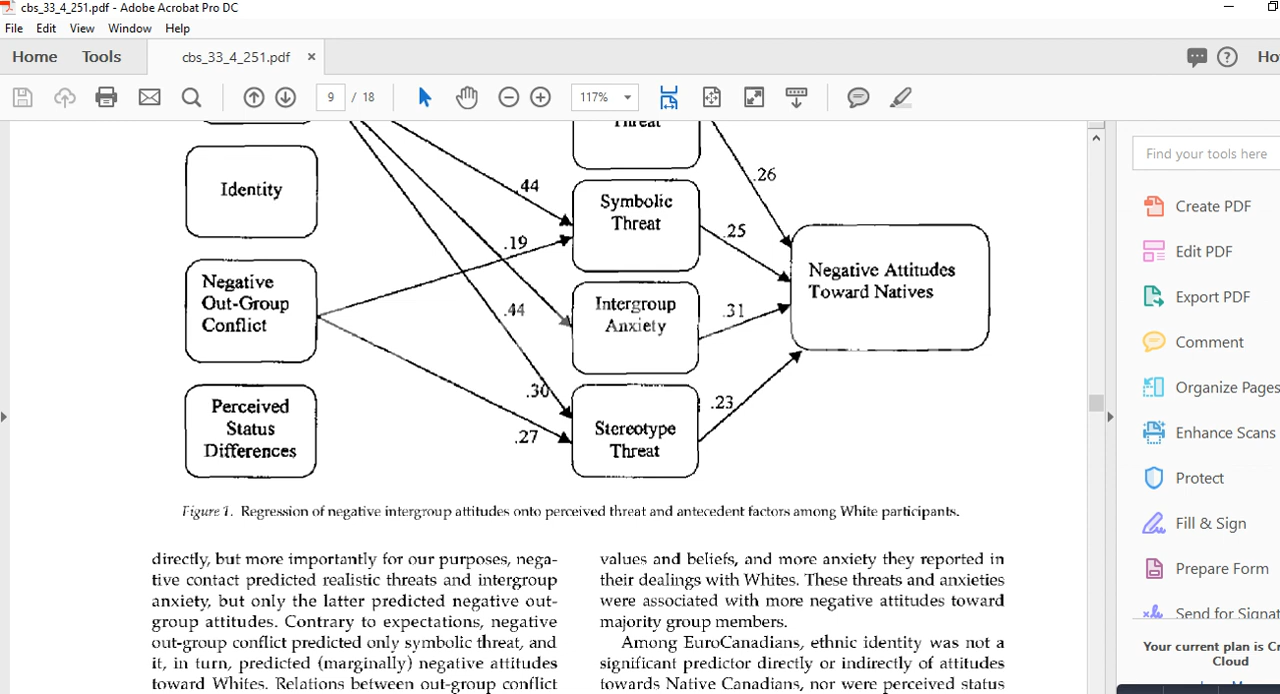 cbs_33_4_251.pdf - Adobe Acrobat Pro DC
File Edit View Window Help
Home Tools cbs_33_4_251.pdf × ? Ho
9 / 18 117%
Find your tools here
Create PDF
Edit PDF
Export PDF
Comment
Organize Pages
Enhance Scans
Protect
Fill & Sign
Prepare Form
Send for Signat
Your current plan is Cr
Cloud
Threat
Identity
Symbolic
Threat
Negative
Out-Group
Conflict
Intergroup
Anxiety
Perceived
Status
Differences
Stereotype
Threat
Negative Attitudes
Toward Natives
.44
.19
.44
.30
.27
.26
.25
.31
.23
Figure 1. Regression of negative intergroup attitudes onto perceived threat and antecedent factors among White participants.
directly, but more importantly for our purposes, nega-
tive contact predicted realistic threats and intergroup
anxiety, but only the latter predicted negative out-
group attitudes. Contrary to expectations, negative
out-group conflict predicted only symbolic threat, and
it, in turn, predicted (marginally) negative attitudes
toward Whites. Relations between out-group conflict
values and beliefs, and more anxiety they reported in
their dealings with Whites. These threats and anxieties
were associated with more negative attitudes toward
majority group members.
Among EuroCanadians, ethnic identity was not a
significant predictor directly or indirectly of attitudes
towards Native Canadians, nor were perceived status